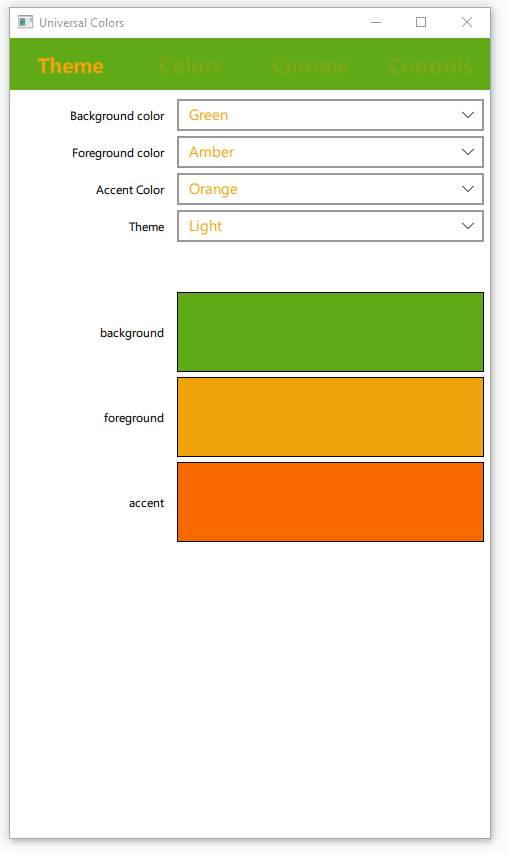 Universal Colors
Theme Colors Chrome Controls
Background color Green
Foreground color Amber
Accent Color Orange
Theme Light
background
foreground
accent